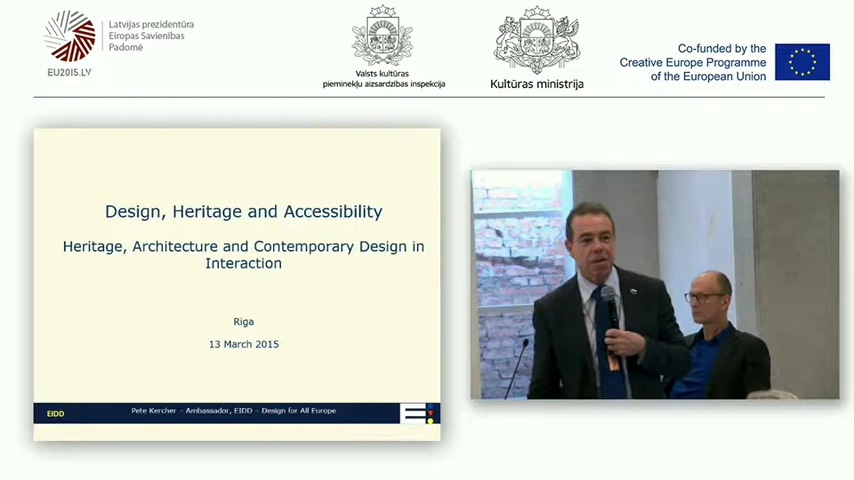 Latvijas prezidentūra
Eiropas Savienības
Padomē
EU2015.LV
Valsts kultūras
pieminekļu aizsardzības inspekcija
Kultūras ministrija
Co-funded by the
Creative Europe Programme
of the European Union
Design, Heritage and Accessibility
Heritage, Architecture and Contemporary Design in
Interaction
Riga
13 March 2015
EIDD
Pete Kercher – Ambassador, EIDD – Design for All Europe